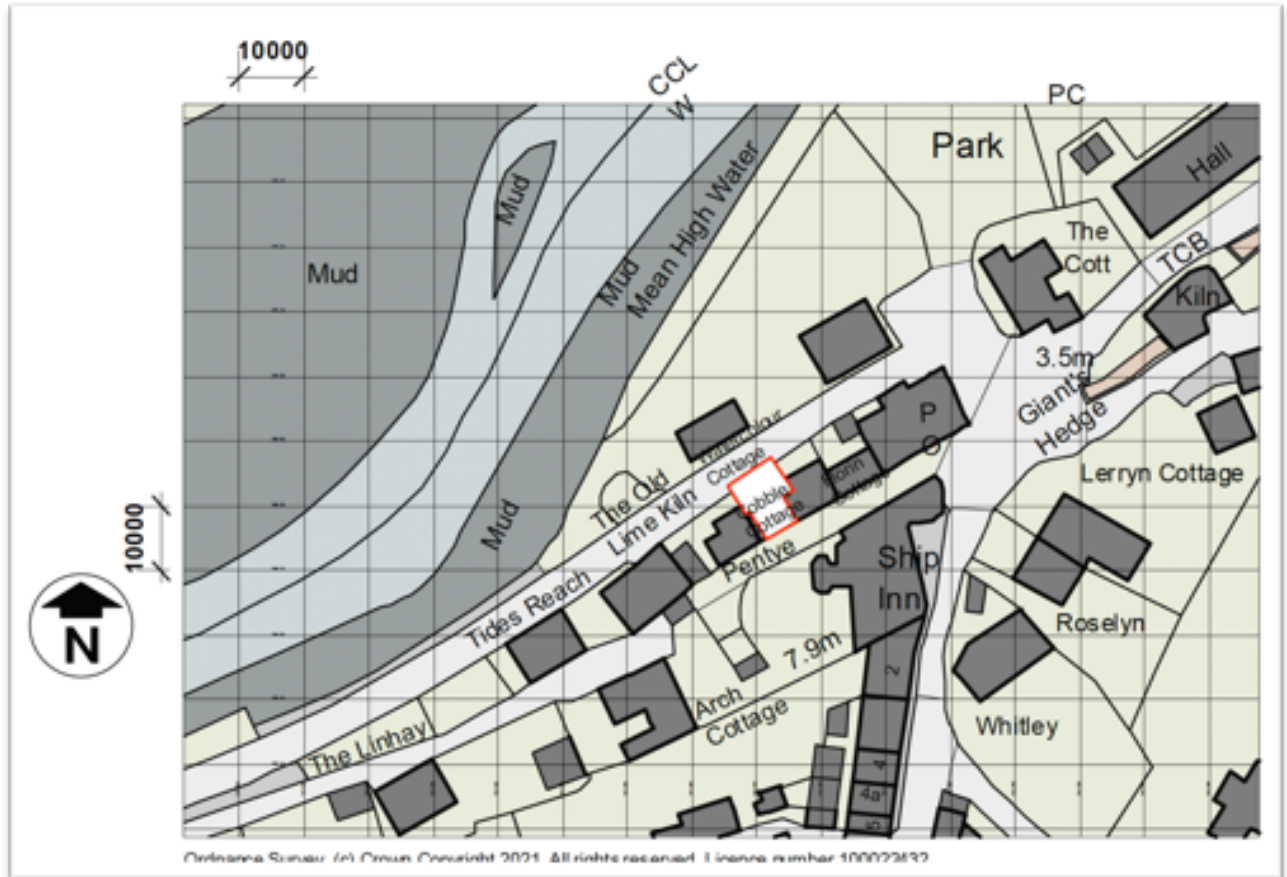 10000
CCL
W
PC
Park
Hall
Mud
The
Cott
TCB
Mud
Mud
Mean High Water
Kiln
3.5m
Giant's
Hedge
P
O
Cottage
Lerryn Cottage
The Old
Lime Kiln
Cottage
Cottage
10000
Mud
Pentye
Ship
Inn
N
Tides Reach
Roselyn
7.9m
2
Arch
Cottage
Whitley
The Linhay
4
4a
5
Ordnance Survey, (c) Crown Copyright 2021. All rights reserved. Licence number 100022432